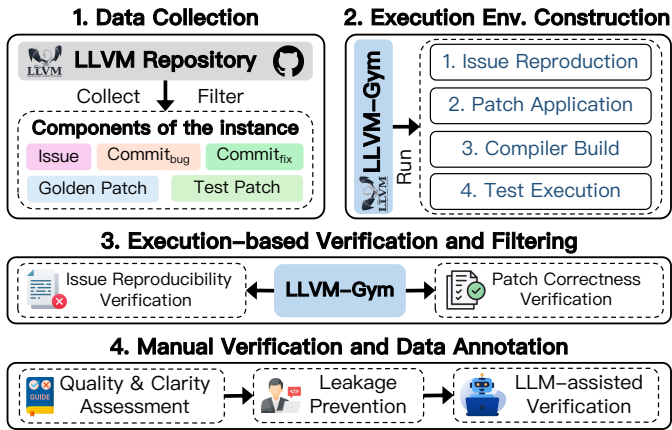 1. Data Collection
LLVM
LLVM Repository
Collect
Filter
Components of the instance
Issue
Commitbug
Commitfix
Golden Patch
Test Patch
2. Execution Env. Construction
LLVM
LLVM-Gym
Run
1. Issue Reproduction
2. Patch Application
3. Compiler Build
4. Test Execution
3. Execution-based Verification and Filtering
Issue Reproducibility
Verification
LLVM-Gym
Patch Correctness
Verification
4. Manual Verification and Data Annotation
GUIDE
Quality & Clarity
Assessment
</>
Leakage
Prevention
LLM-assisted
Verification